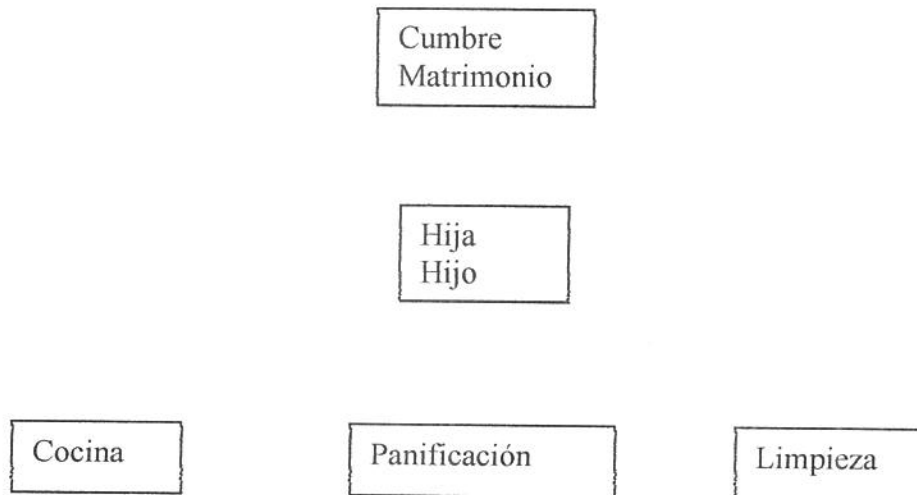 Cumbre
Matrimonio
Hija
Hijo
Cocina
Panificación
Limpieza